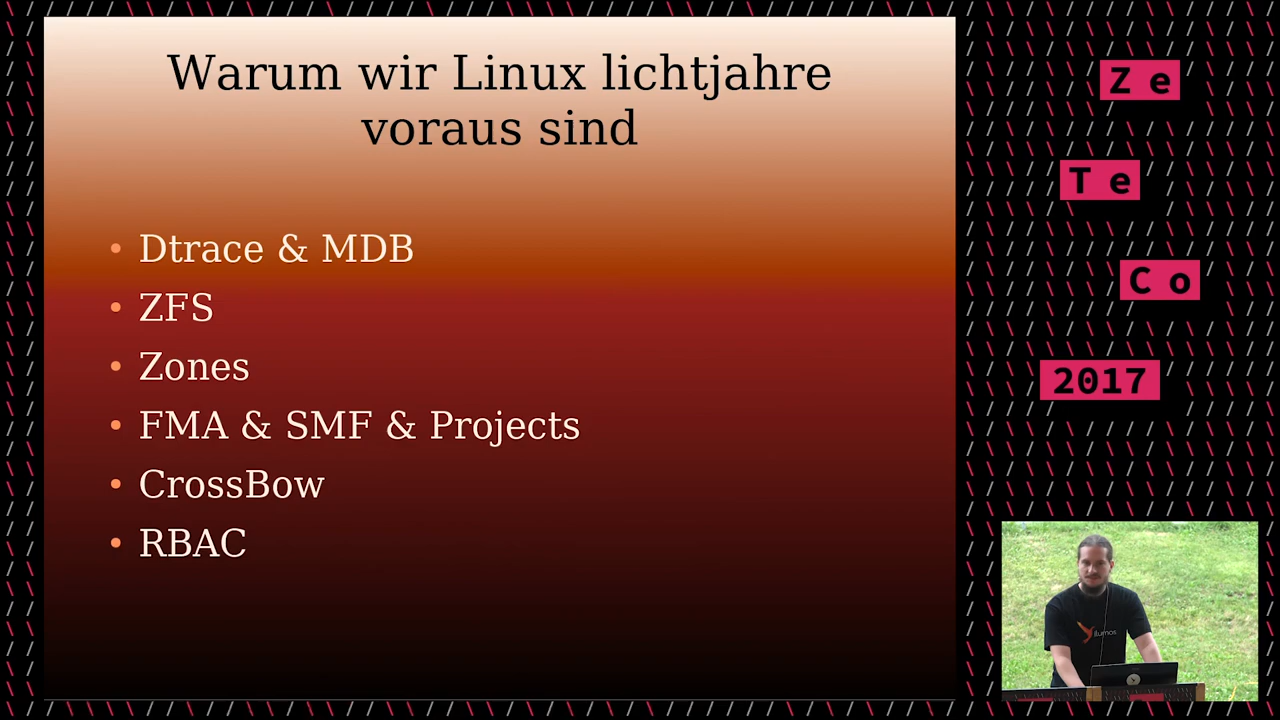 Warum wir Linux lichtjahre
voraus sind
• Dtrace & MDB
• ZFS
• Zones
• FMA & SMF & Projects
• CrossBow
• RBAC
Ze
Te
Co
2017
illumos